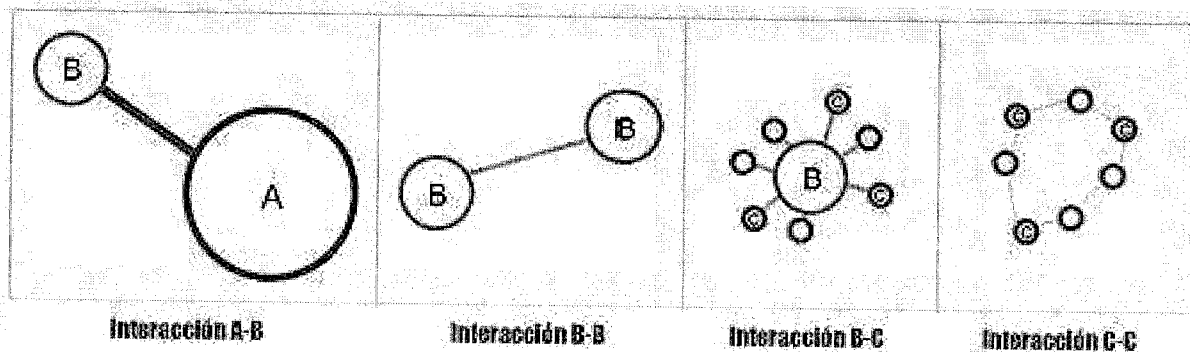 B
A
B
B
B
C
C
C
C
C
C
Interacción A-B
Interacción B-B
Interacción B-C
Interacción C-C